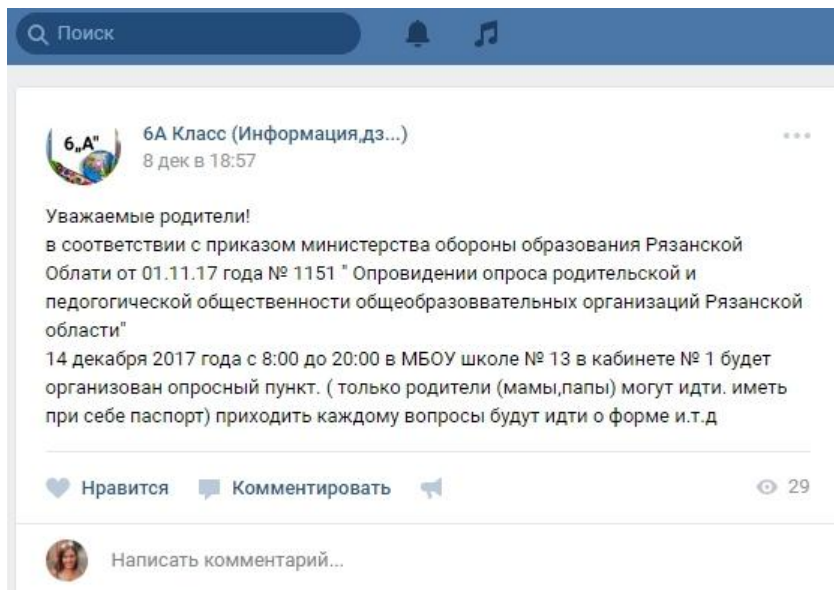 Поиск
6„А"
6А Класс (Информация,дз...)
8 дек в 18:57
Уважаемые родители!
в соответствии с приказом министерства обороны образования Рязанской
Облати от 01.11.17 года № 1151 " Опровидении опроса родительской и
педогогической общественности общеобразоввательных организаций Рязанской
области"
14 декабря 2017 года с 8:00 до 20:00 в МБОУ школе № 13 в кабинете № 1 будет
организован опросный пункт. ( только родители (мамы,папы) могут идти. иметь
при себе паспорт) приходить каждому вопросы будут идти о форме и.т.д
Нравится Комментировать 29
Написать комментарий...